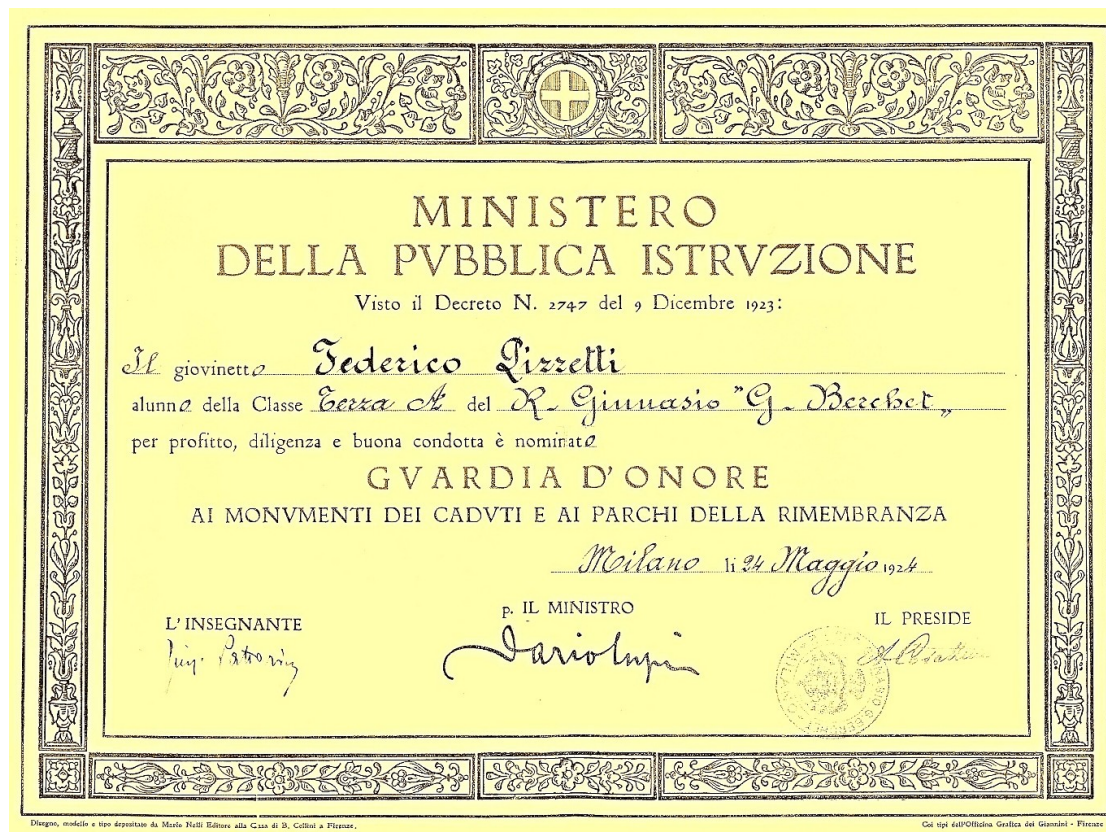 MINISTERO
DELLA PVBBLICA ISTRVZIONE
Visto il Decreto N. 2747 del 9 Dicembre 1923:
Il giovinetto Federico Pizzetti
alunno della Classe Terza A del R. Ginnasio "G. Berchet"
per profitto, diligenza e buona condotta è nominato
GVARDIA D'ONORE
AI MONVMENTI DEI CADVTI E AI PARCHI DELLA RIMEMBRANZA
Milano li 24 Maggio 1924
L'INSEGNANTE
p. IL MINISTRO
IL PRESIDE
Dario Lupi
Disegno, modello e tipo depositato da Mario Nelli Editore alla Casa di B. Cellini a Firenze.
Coi tipi dell'Officina Grafica dei Giannini - Firenze